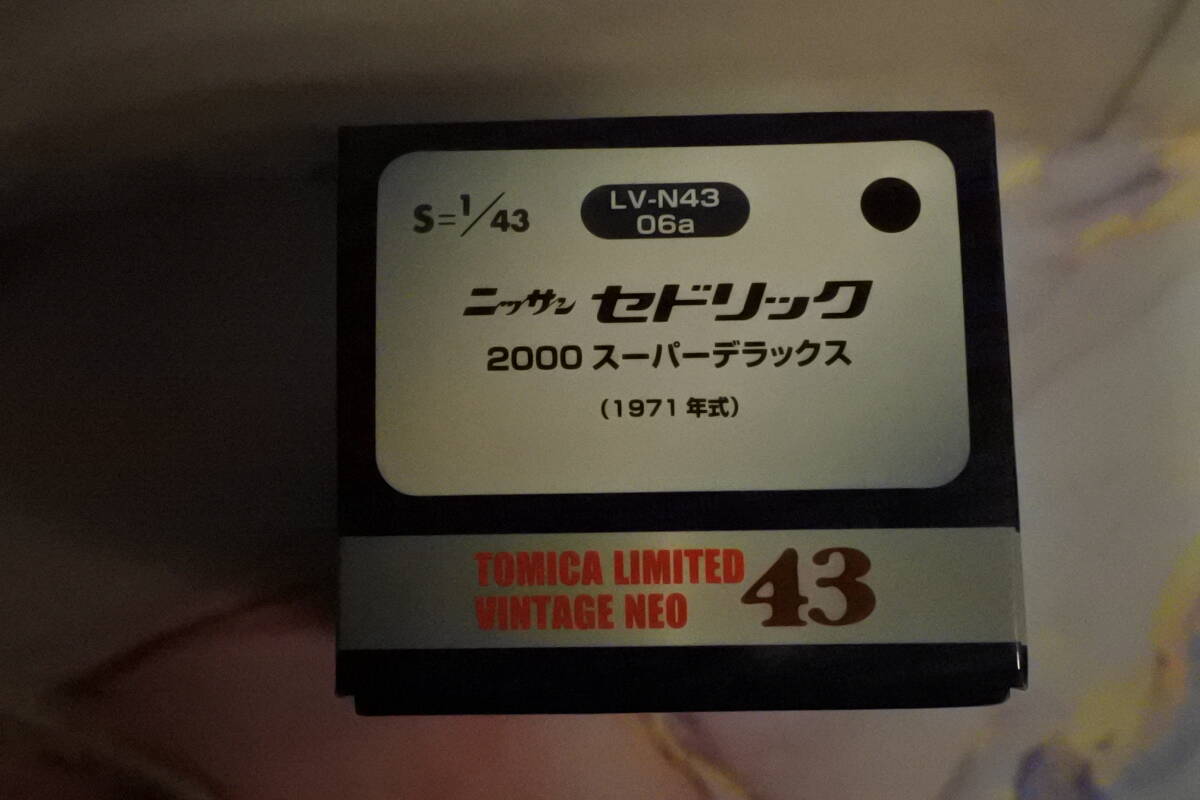 S=1/43
LV-N43
06a
ニッサン セドリック
2000 スーパーデラックス
（1971 年式）
TOMICA LIMITED
VINTAGE NEO 43